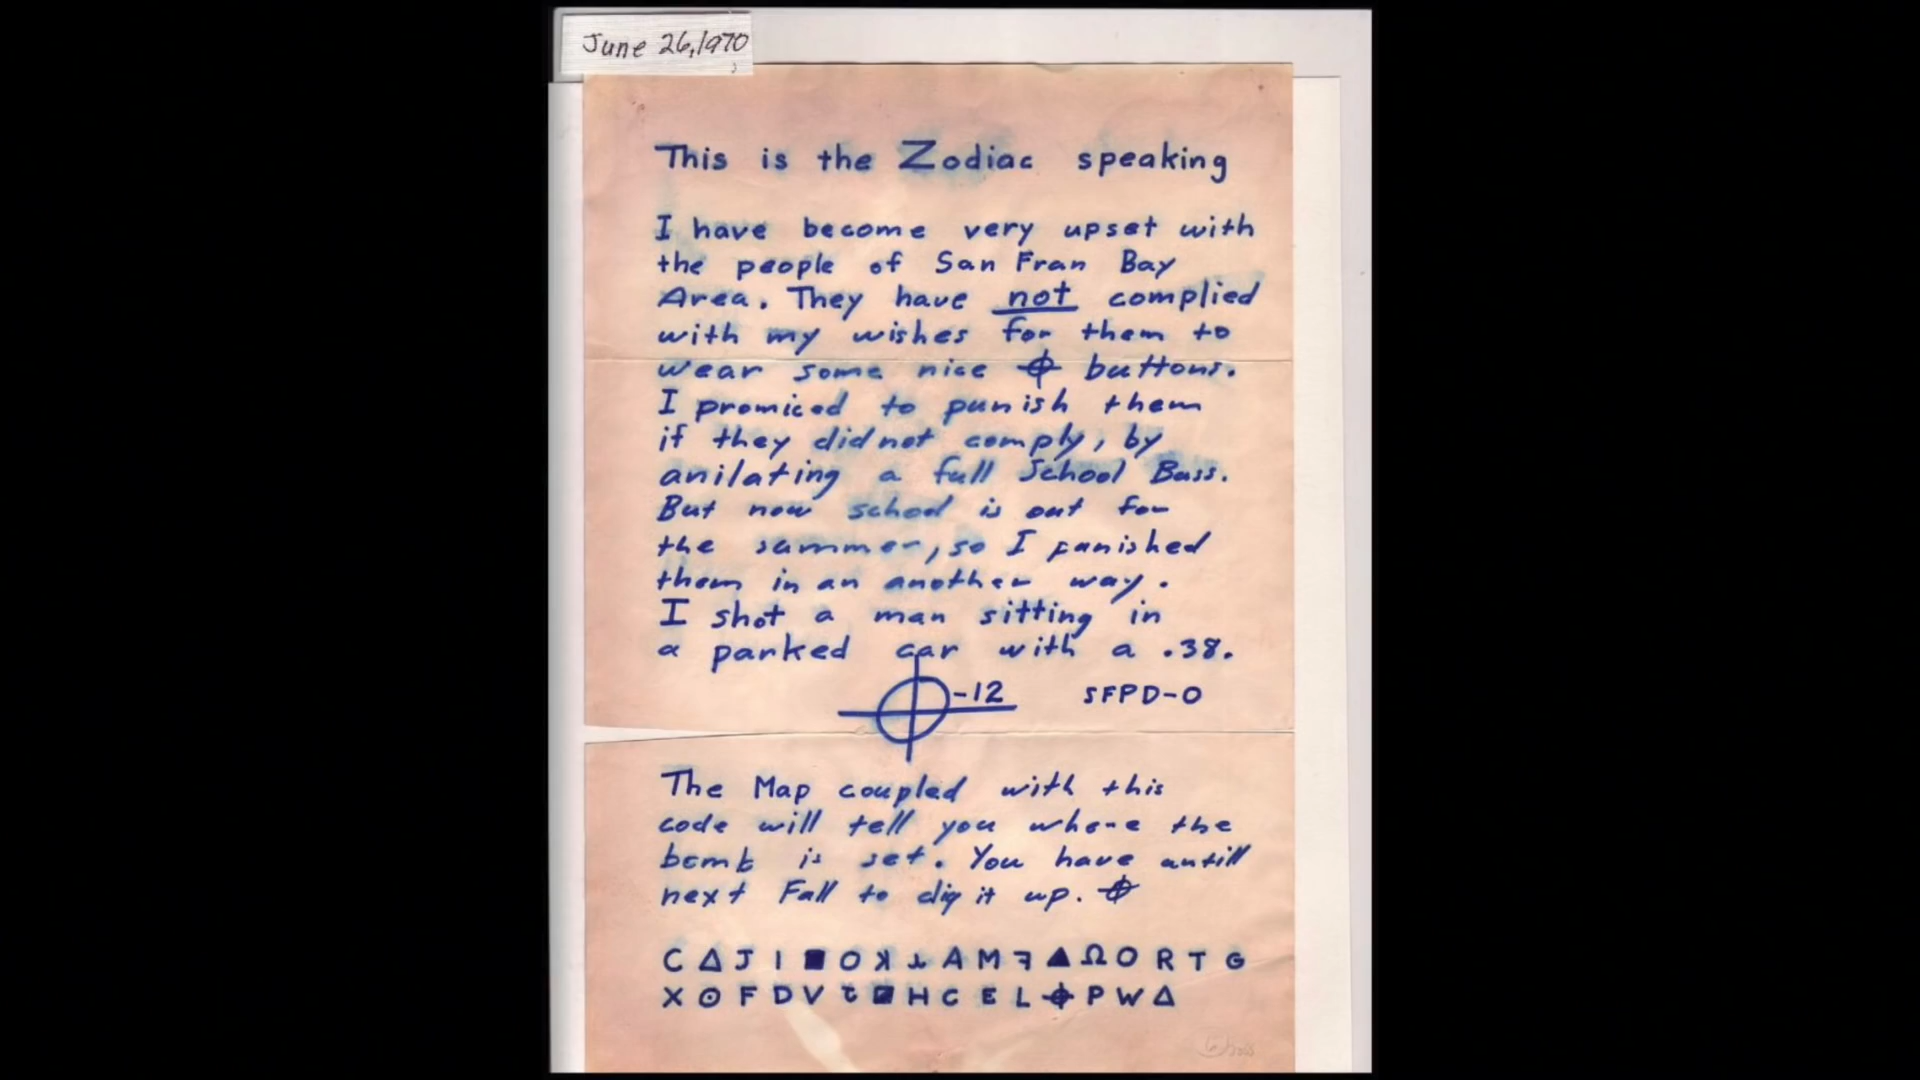 June 26, 1970
This is the Zodiac speaking
I have become very upset with
the people of San Fran Bay
Area. They have not complied
with my wishes for them to
wear some nice ⌖ buttons.
I promiced to punish them
if they did not comply, by
anilating a full School Buss.
But now school is out for
the summer, so I punished
them in an another way.
I shot a man sitting in
a parked car with a .38.
⌖-12 SFPD-0
The Map coupled with this
code will tell you where the
bomb is set. You have untill
next Fall to dig it up. ⌖
C Δ J I ■ O ꓘ ⅄ A M ꟻ ▲ Ω O R T G
X ⊙ F D V Ʇ ◪ H C E L ⌖ P W Δ